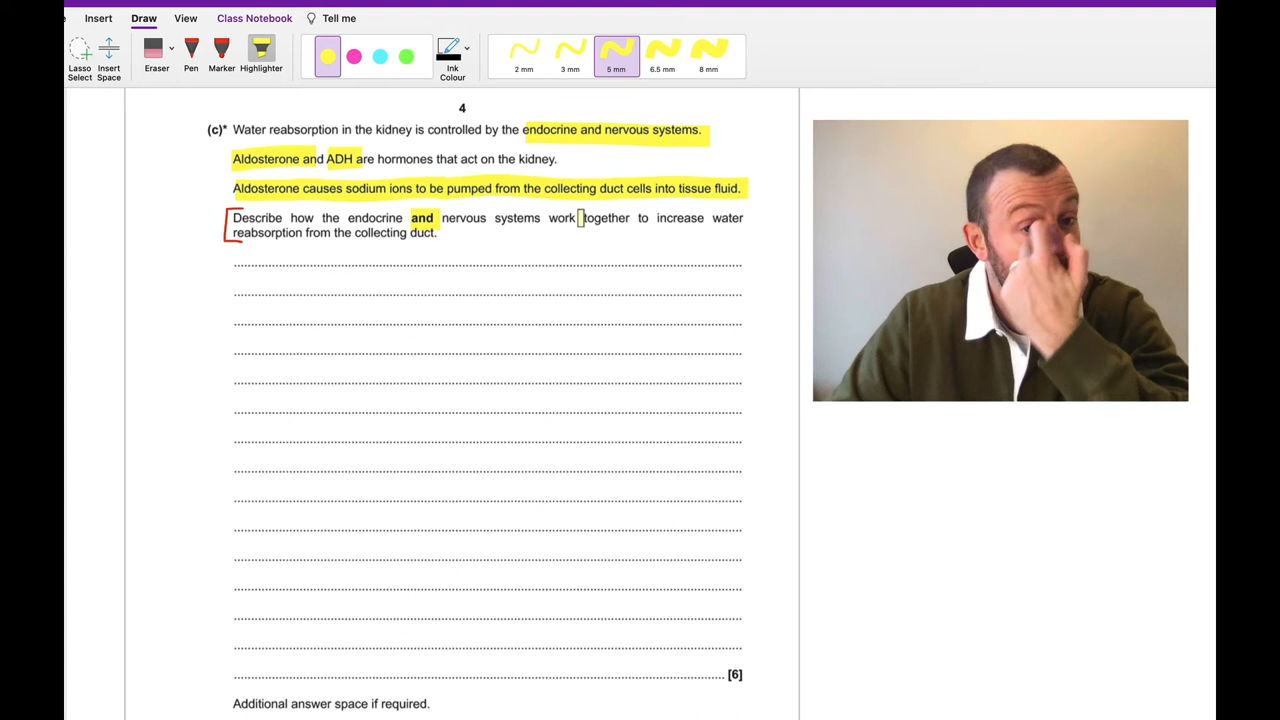 Insert Draw View Class Notebook Tell me
Lasso Select
Insert Space
Eraser
Pen
Marker
Highlighter
Ink Colour
2 mm
3 mm
5 mm
6.5 mm
8 mm
4
(c)* Water reabsorption in the kidney is controlled by the endocrine and nervous systems.
Aldosterone and ADH are hormones that act on the kidney.
Aldosterone causes sodium ions to be pumped from the collecting duct cells into tissue fluid.
Describe how the endocrine and nervous systems work together to increase water
reabsorption from the collecting duct.
[6]
Additional answer space if required.